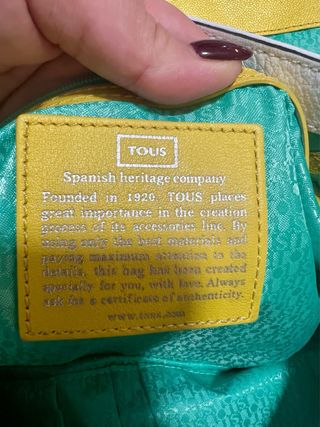 TOUS
Spanish heritage company
Founded in 1920, TOUS places
great importance in the creation
process of its accessories line. By
using only the best materials and
paying maximum attention to the
details, this bag has been created
specially for you, with love. Always
ask for a certificate of authenticity.
www.tous.com